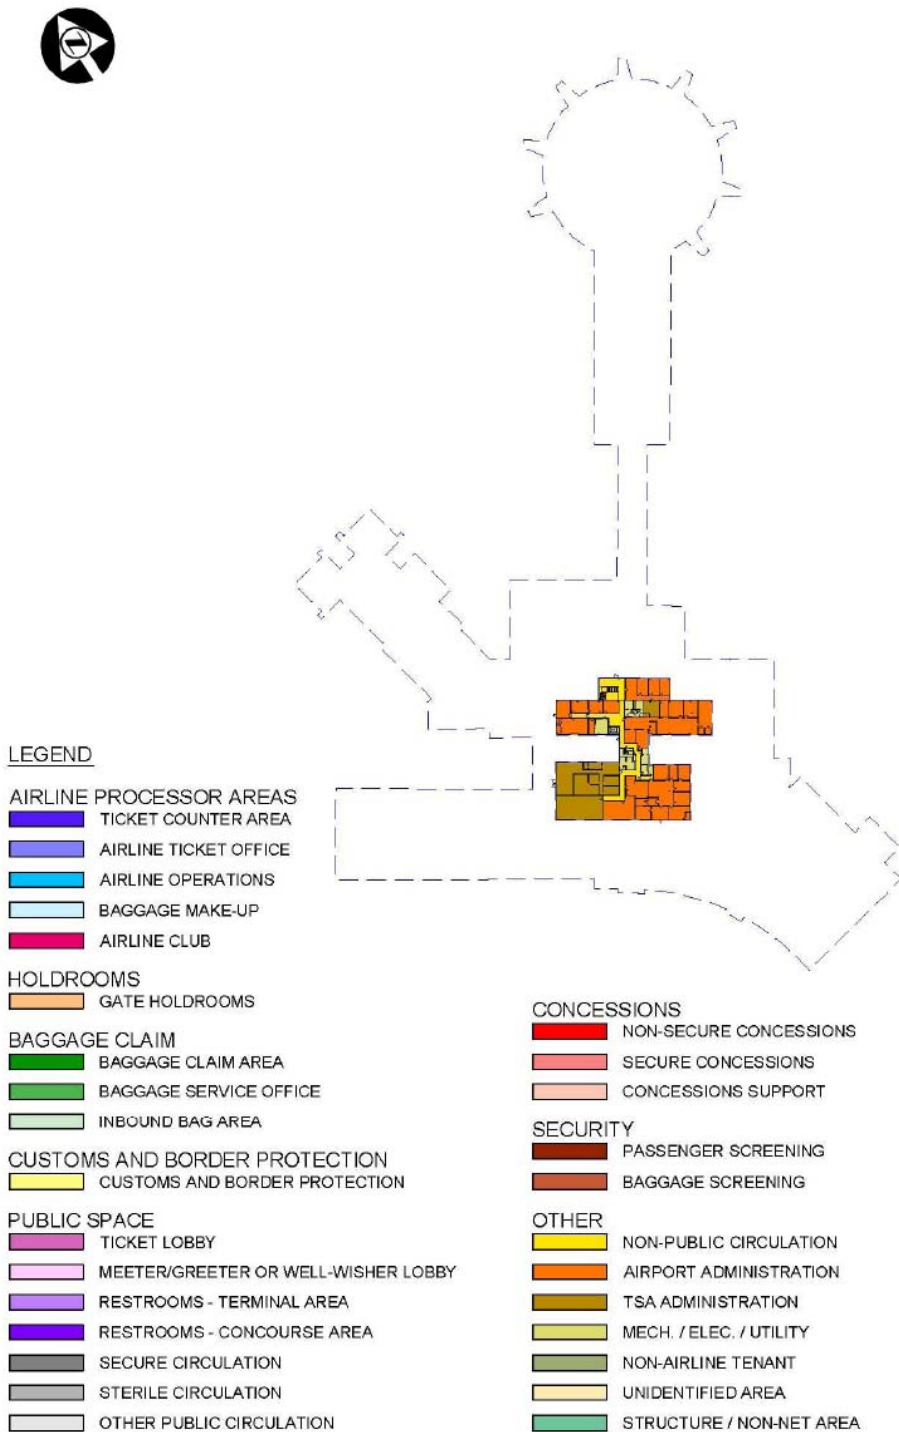 LEGEND
AIRLINE PROCESSOR AREAS
TICKET COUNTER AREA
AIRLINE TICKET OFFICE
AIRLINE OPERATIONS
BAGGAGE MAKE-UP
AIRLINE CLUB
HOLDROOMS
GATE HOLDROOMS
BAGGAGE CLAIM
BAGGAGE CLAIM AREA
BAGGAGE SERVICE OFFICE
INBOUND BAG AREA
CUSTOMS AND BORDER PROTECTION
CUSTOMS AND BORDER PROTECTION
PUBLIC SPACE
TICKET LOBBY
MEETER/GREETER OR WELL-WISHER LOBBY
RESTROOMS - TERMINAL AREA
RESTROOMS - CONCOURSE AREA
SECURE CIRCULATION
STERILE CIRCULATION
OTHER PUBLIC CIRCULATION
CONCESSIONS
NON-SECURE CONCESSIONS
SECURE CONCESSIONS
CONCESSIONS SUPPORT
SECURITY
PASSENGER SCREENING
BAGGAGE SCREENING
OTHER
NON-PUBLIC CIRCULATION
AIRPORT ADMINISTRATION
TSA ADMINISTRATION
MECH. / ELEC. / UTILITY
NON-AIRLINE TENANT
UNIDENTIFIED AREA
STRUCTURE / NON-NET AREA